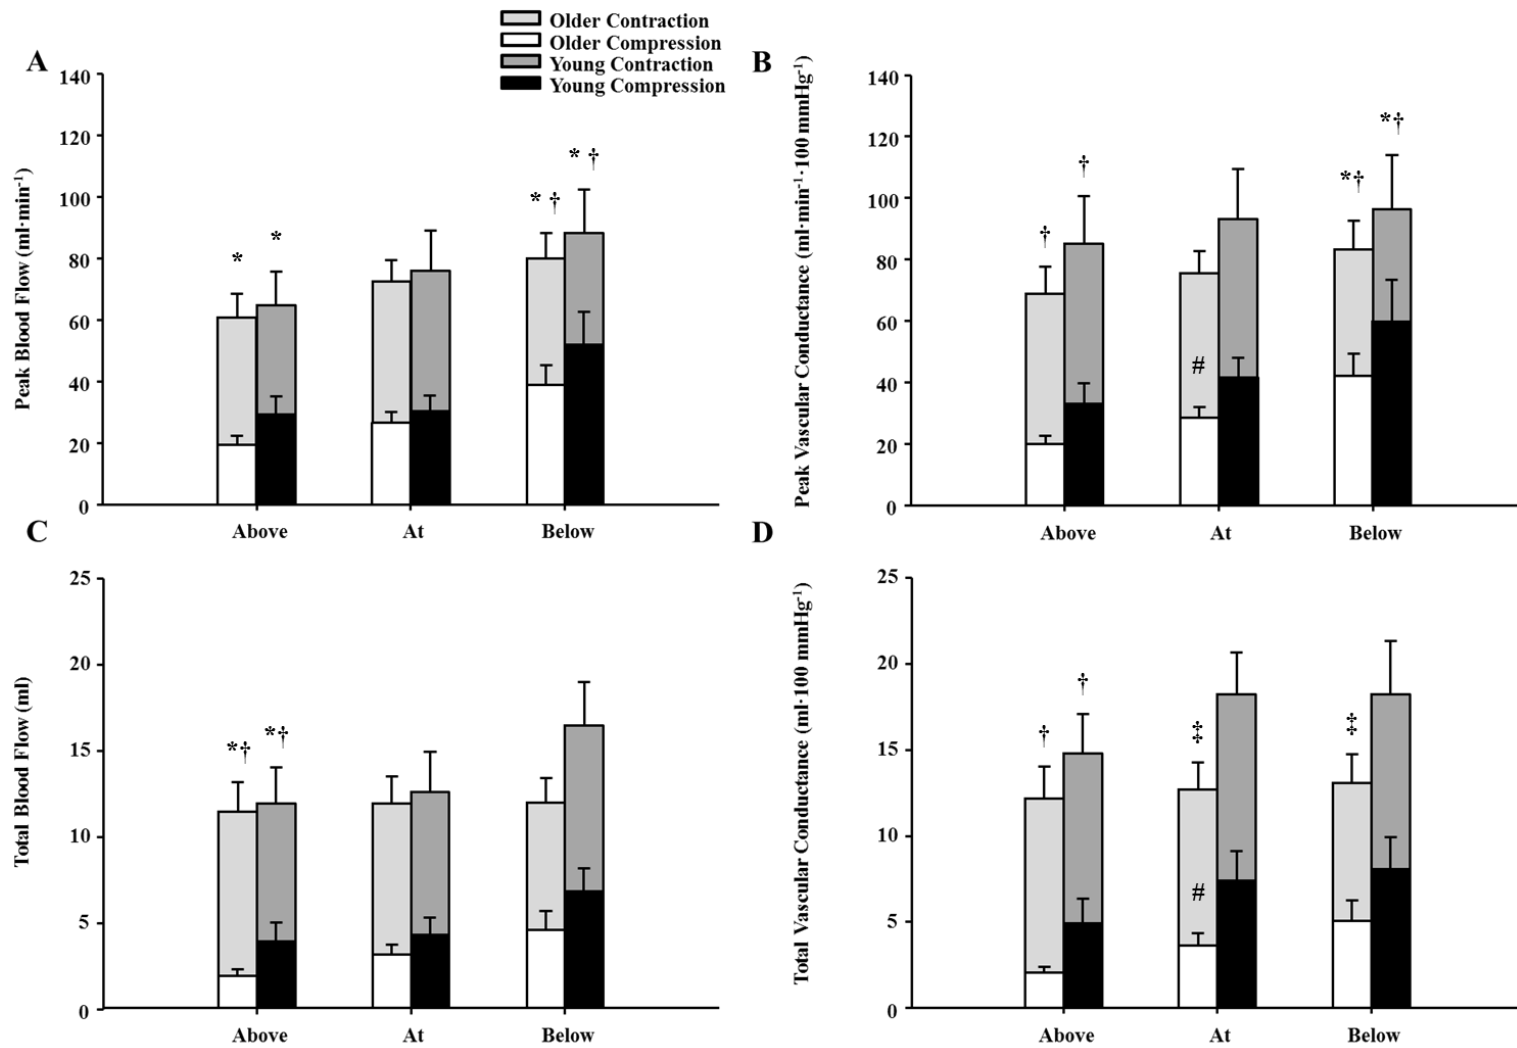 Older Contraction
Older Compression
Young Contraction
Young Compression
A
Peak Blood Flow (ml·min⁻¹)
140
120
100
80
60
40
20
0
*
*
* †
* †
Above
At
Below
B
Peak Vascular Conductance (ml·min⁻¹·100 mmHg⁻¹)
140
120
100
80
60
40
20
0
†
†
#
*†
*†
Above
At
Below
C
Total Blood Flow (ml)
25
20
15
10
5
0
*†
*†
Above
At
Below
D
Total Vascular Conductance (ml·100 mmHg⁻¹)
25
20
15
10
5
0
†
†
‡
#
‡
Above
At
Below